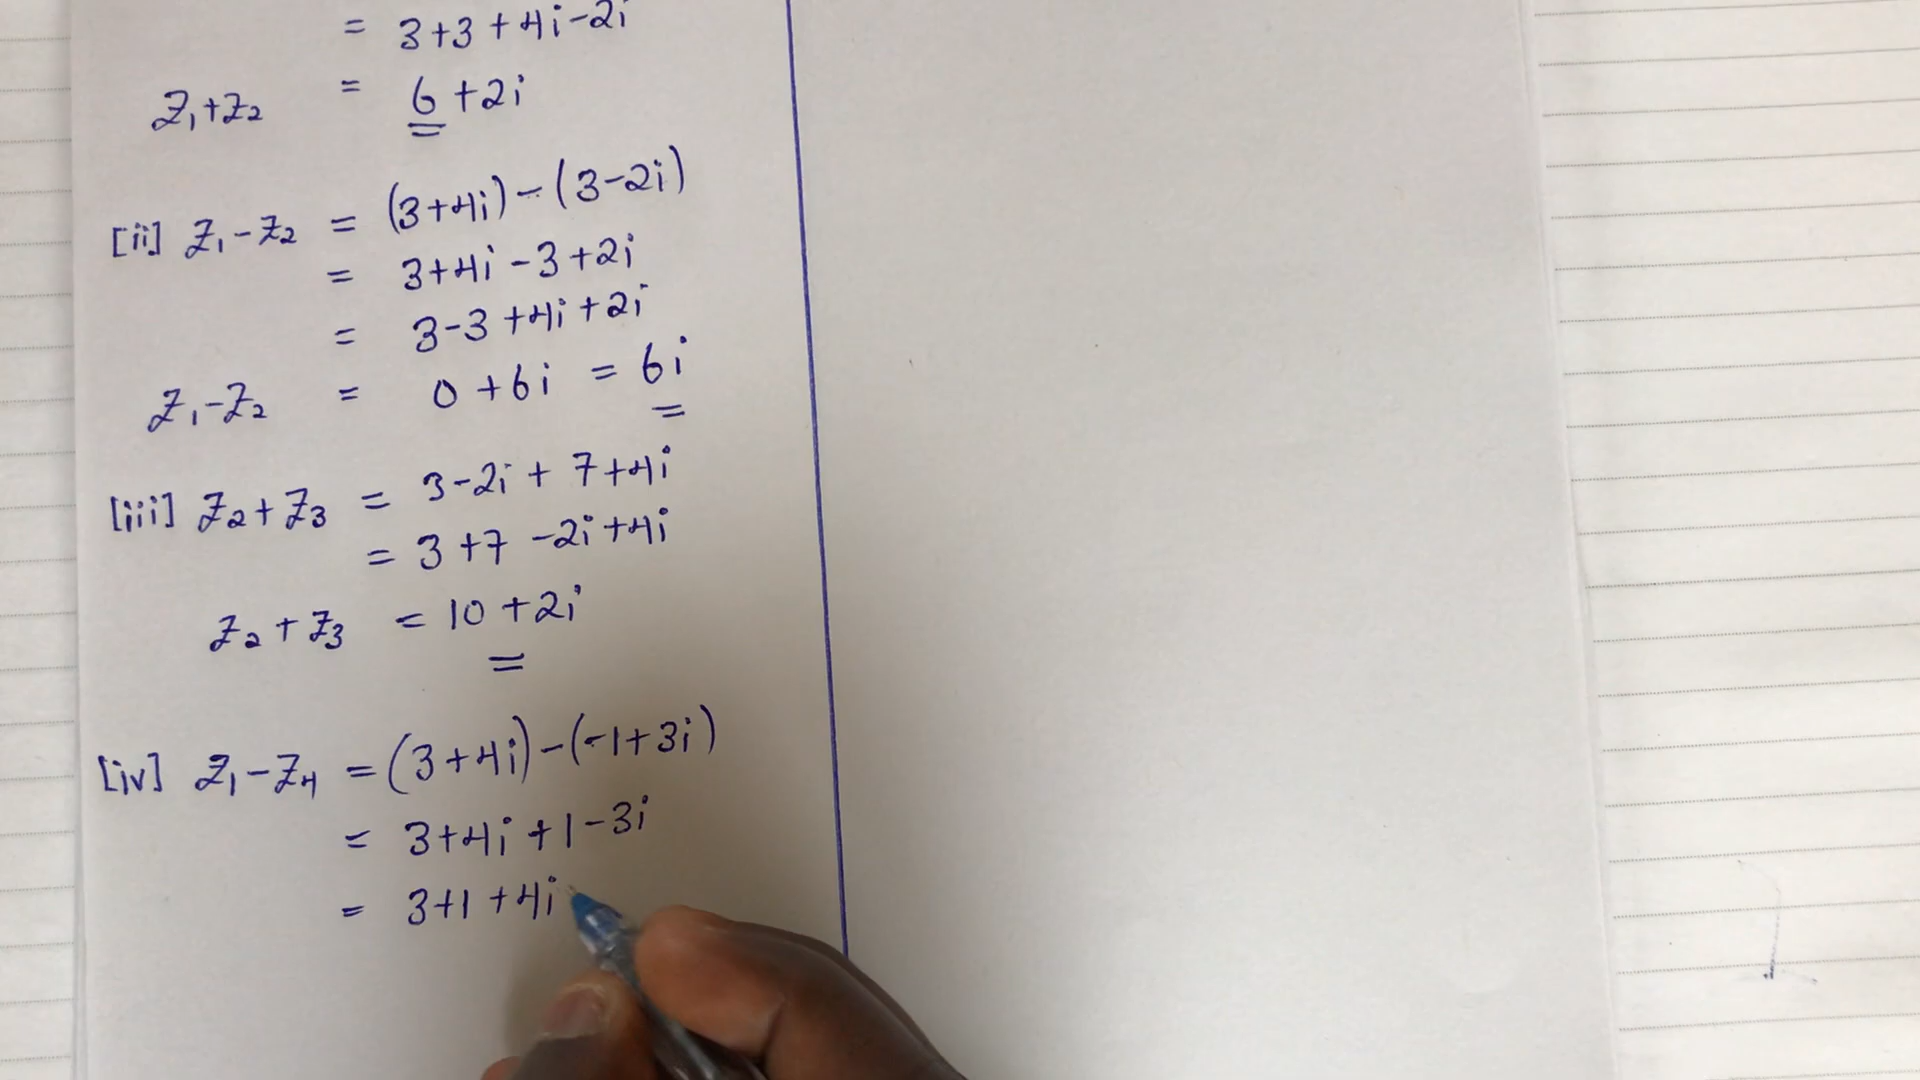 = 3+3+4i-2i
Z₁+Z₂ = 6+2i
[ii] Z₁-Z₂ = (3+4i)-(3-2i)
= 3+4i-3+2i
= 3-3+4i+2i
Z₁-Z₂ = 0+6i = 6i
[iii] Z₂+Z₃ = 3-2i+7+4i
= 3+7-2i+4i
Z₂+Z₃ = 10+2i
[iv] Z₁-Z₄ = (3+4i)-(-1+3i)
= 3+4i+1-3i
= 3+1+4i